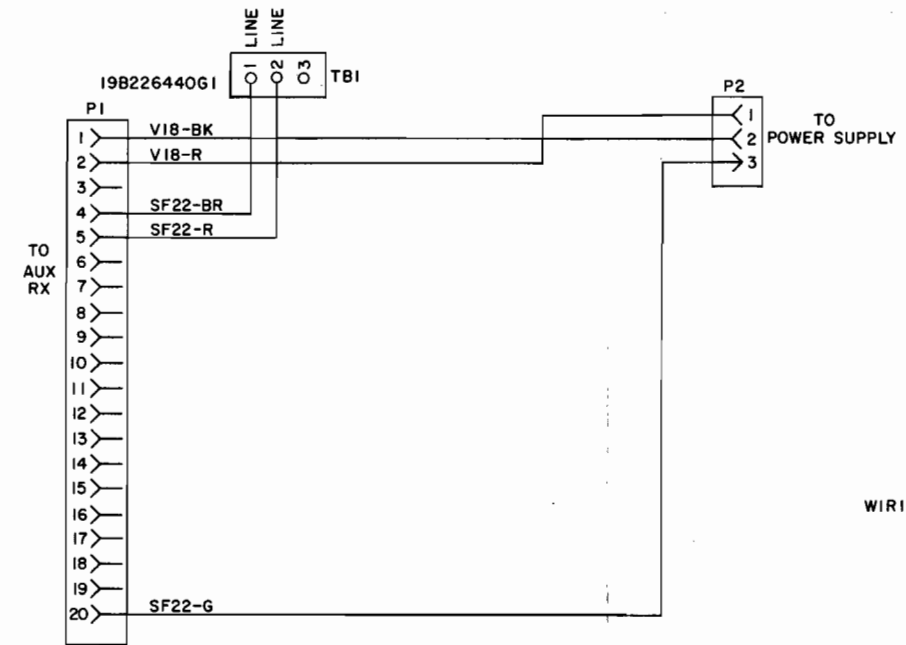 LINE LINE
1 2 3 TB1
19B226440G1
P1
TO
AUX
RX
1 V18-BK
2 V18-R
3
4 SF22-BR
5 SF22-R
6
7
8
9
10
11
12
13
14
15
16
17
18
19
20 SF22-G
P2
1
2
3
TO
POWER SUPPLY
WIRI